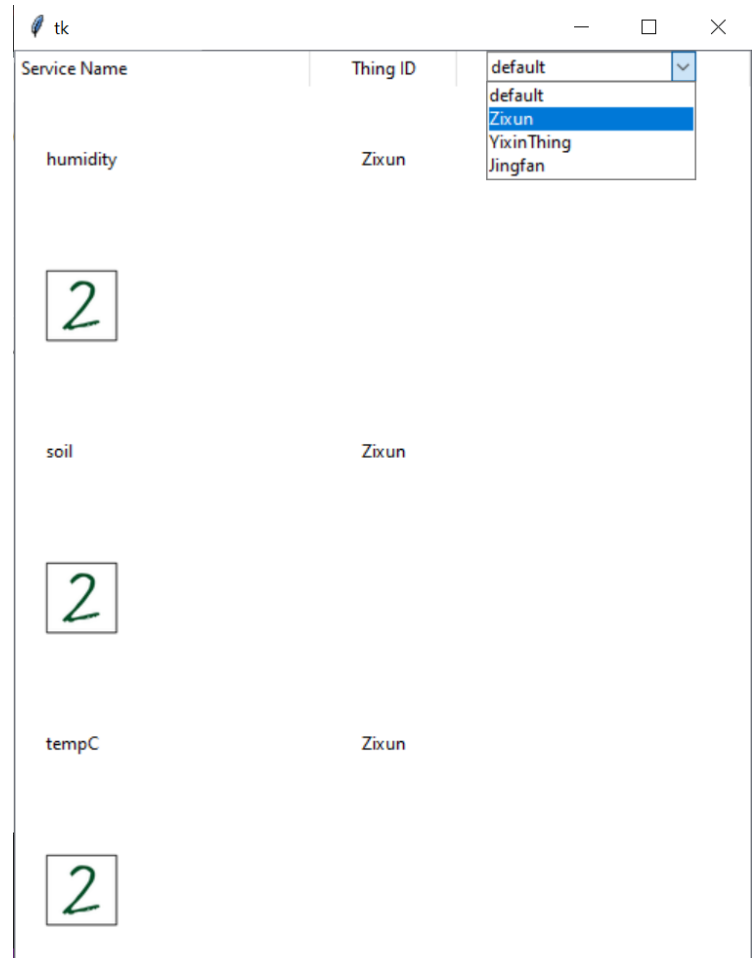 tk
Service Name Thing ID default
default
Zixun
YixinThing
Jingfan
humidity Zixun
2
soil Zixun
2
tempC Zixun
2